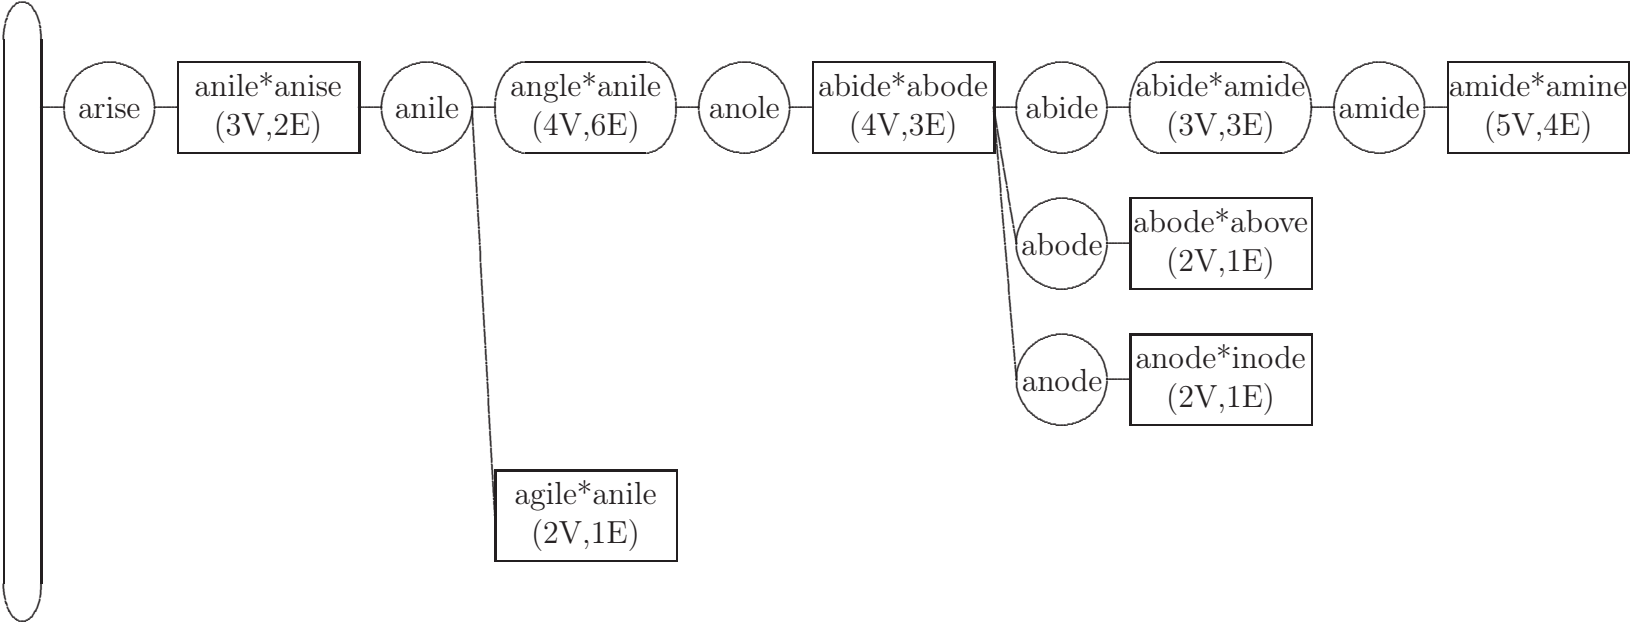 arise
anile*anise
(3V,2E)
anile
angle*anile
(4V,6E)
anole
abide*abode
(4V,3E)
abide
abide*amide
(3V,3E)
amide
amide*amine
(5V,4E)
abode
abode*above
(2V,1E)
anode
anode*inode
(2V,1E)
agile*anile
(2V,1E)